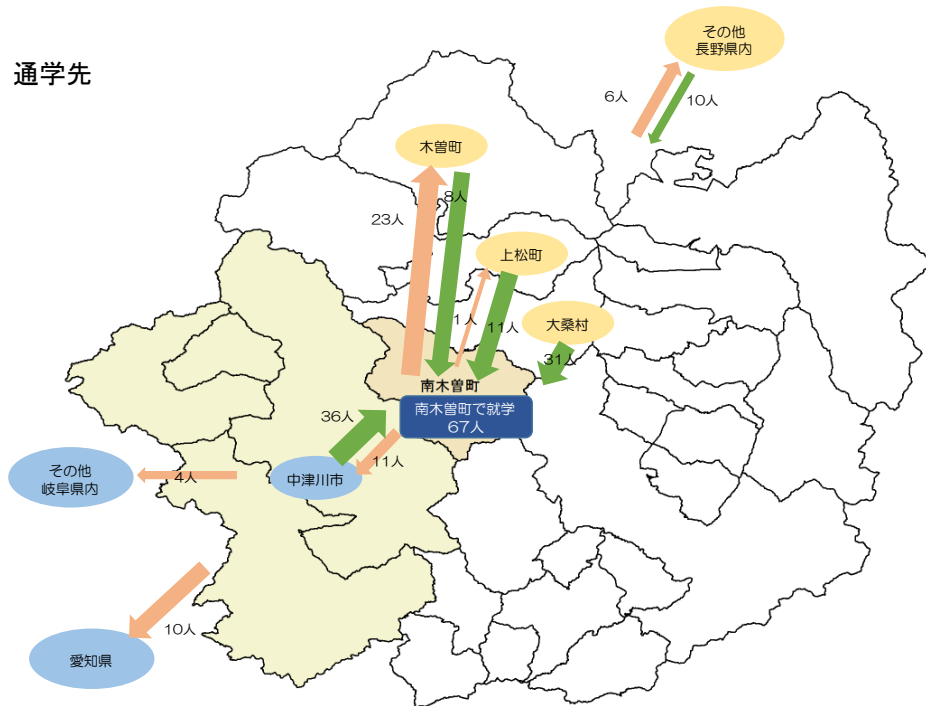 その他
長野県内
通学先
6人
10人
木曽町
8人
23人
上松町
1人
11人
大桑村
31人
南木曽町
南木曽町で就学
67人
36人
11人
その他
岐阜県内
4人
中津川市
10人
愛知県